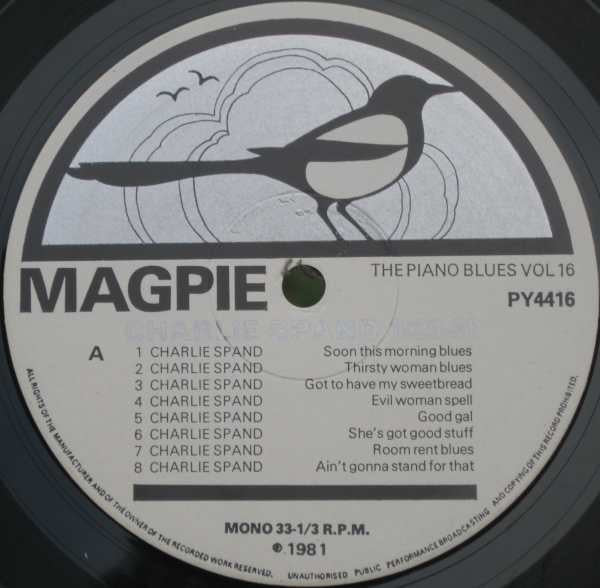 MAGPIE
THE PIANO BLUES VOL 16
PY4416
CHARLIE SPAND
A
1 CHARLIE SPAND Soon this morning blues
2 CHARLIE SPAND Thirsty woman blues
3 CHARLIE SPAND Got to have my sweetbread
4 CHARLIE SPAND Evil woman spell
5 CHARLIE SPAND Good gal
6 CHARLIE SPAND She's got good stuff
7 CHARLIE SPAND Room rent blues
8 CHARLIE SPAND Ain't gonna stand for that
MONO 33-1/3 R.P.M.
℗ 1981
ALL RIGHTS OF THE MANUFACTURER AND OF THE OWNER OF THE RECORDED WORK RESERVED. UNAUTHORISED PUBLIC PERFORMANCE BROADCASTING AND COPYING OF THIS RECORD PROHIBITED.